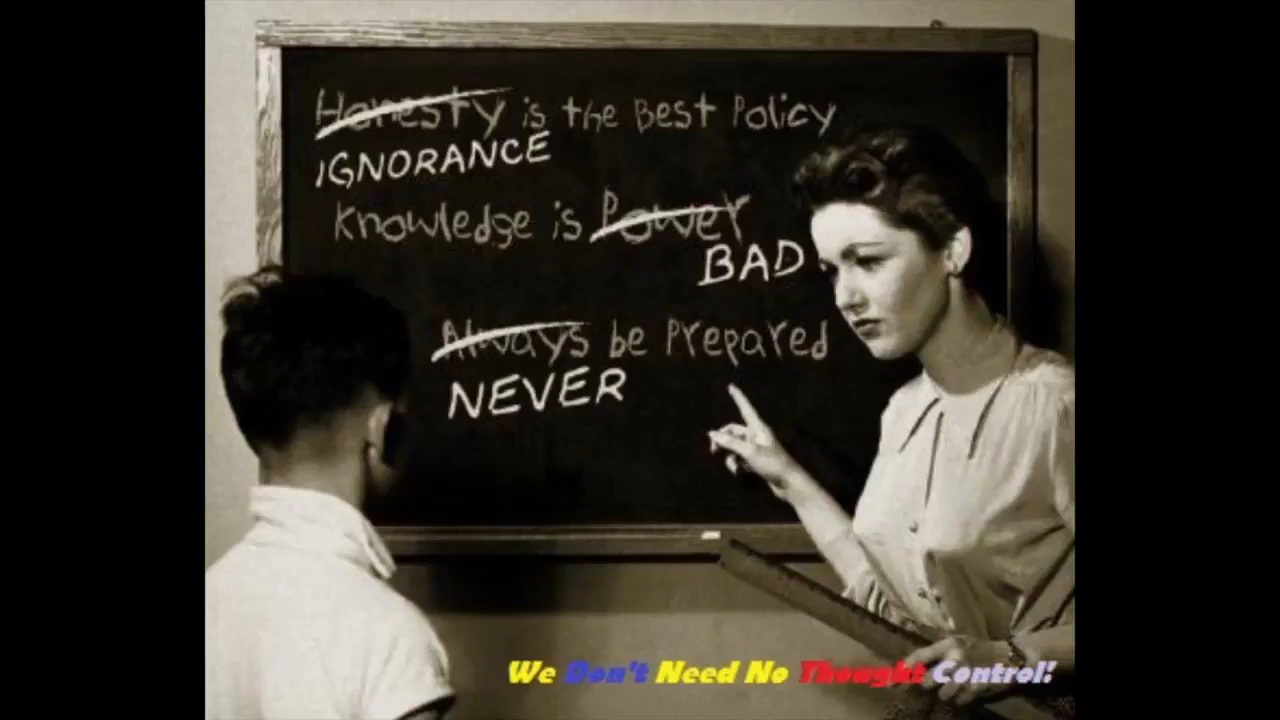 Honesty is the Best Policy
IGNORANCE
Knowledge is Power
BAD
Always be Prepared
NEVER
We Don't Need No Thought Control!